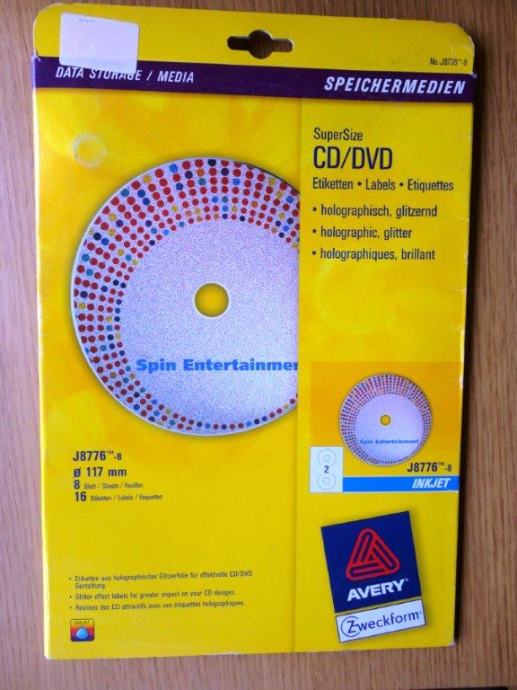 No. J8776™-8
DATA STORAGE / MEDIA
SPEICHERMEDIEN
SuperSize
CD/DVD
Etiketten • Labels • Etiquettes
• holographisch, glitzernd
• holographic, glitter
• holographiques, brillant
Spin Entertainmen
J8776™-8
ø 117 mm
8 Blatt / Sheets / Feuilles
16 Etiketten / Labels / Etiquettes
Spin Entertainment
2
J8776™-8
INKJET
• Etiketten aus holographischer Glitzerfolie für effektvolle CD/DVD
Gestaltung.
• Glitter effect labels for greater impact on your CD designs.
• Réalisez des CD attractifs avec ces étiquettes holographiques.
INKJET
AVERY
Zweckform